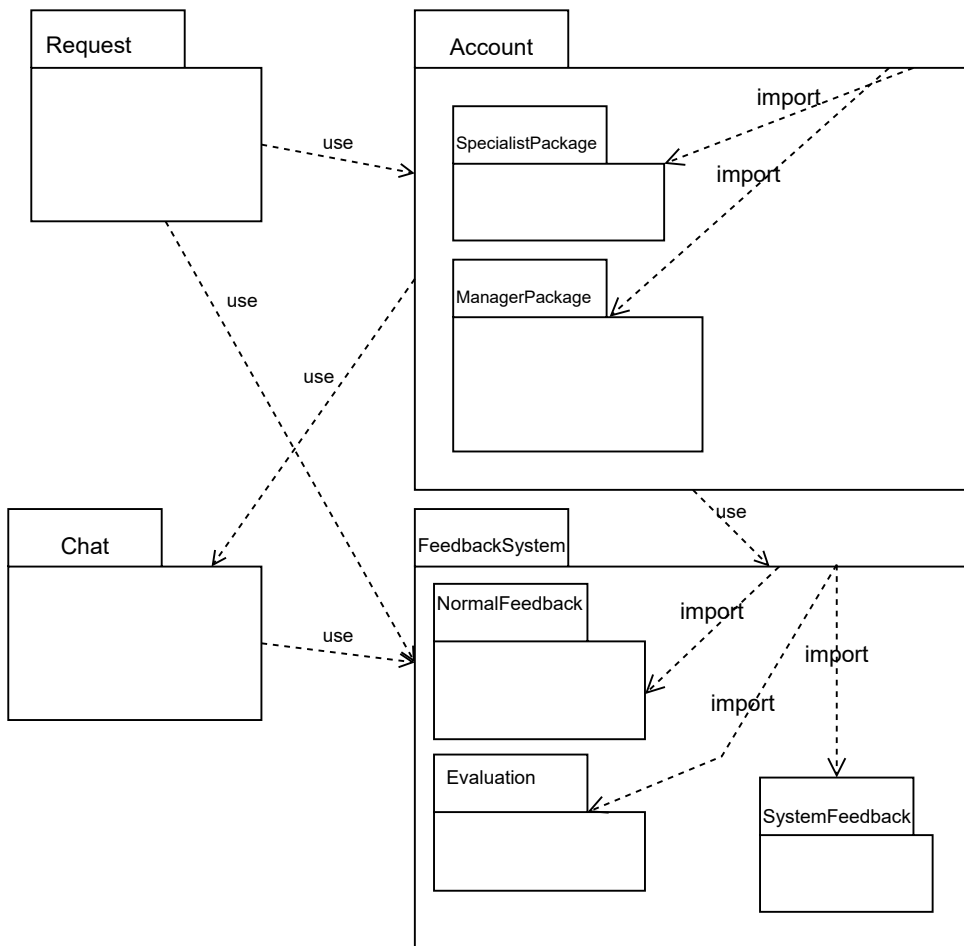 Request
Account
import
SpecialistPackage
use
import
ManagerPackage
use
use
use
Chat
FeedbackSystem
NormalFeedback
import
use
import
import
Evaluation
SystemFeedback